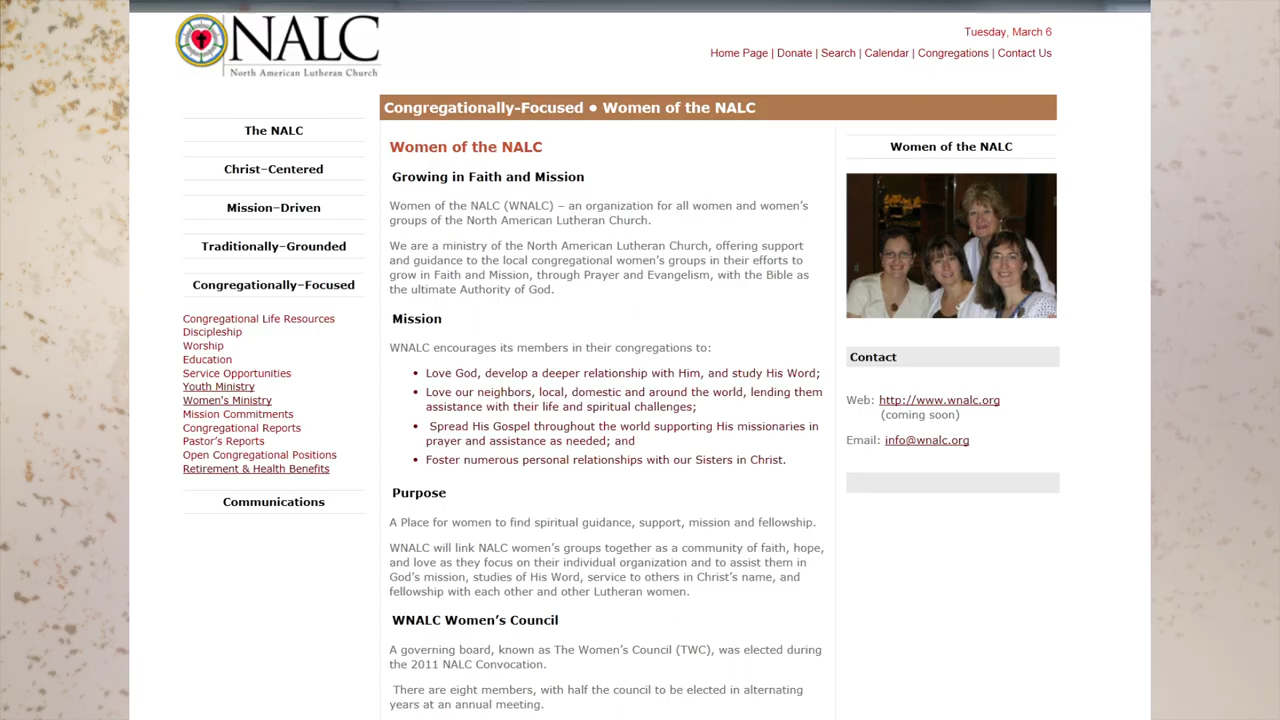 NALC
North American Lutheran Church
Tuesday, March 6
Home Page | Donate | Search | Calendar | Congregations | Contact Us
The NALC
Christ–Centered
Mission–Driven
Traditionally–Grounded
Congregationally–Focused
Congregational Life Resources
Discipleship
Worship
Education
Service Opportunities
Youth Ministry
Women's Ministry
Mission Commitments
Congregational Reports
Pastor's Reports
Open Congregational Positions
Retirement & Health Benefits
Communications
Congregationally-Focused • Women of the NALC
Women of the NALC
Growing in Faith and Mission
Women of the NALC (WNALC) – an organization for all women and women's
groups of the North American Lutheran Church.
We are a ministry of the North American Lutheran Church, offering support
and guidance to the local congregational women's groups in their efforts to
grow in Faith and Mission, through Prayer and Evangelism, with the Bible as
the ultimate Authority of God.
Mission
WNALC encourages its members in their congregations to:
• Love God, develop a deeper relationship with Him, and study His Word;
• Love our neighbors, local, domestic and around the world, lending them
assistance with their life and spiritual challenges;
• Spread His Gospel throughout the world supporting His missionaries in
prayer and assistance as needed; and
• Foster numerous personal relationships with our Sisters in Christ.
Purpose
A Place for women to find spiritual guidance, support, mission and fellowship.
WNALC will link NALC women's groups together as a community of faith, hope,
and love as they focus on their individual organization and to assist them in
God's mission, studies of His Word, service to others in Christ's name, and
fellowship with each other and other Lutheran women.
WNALC Women's Council
A governing board, known as The Women's Council (TWC), was elected during
the 2011 NALC Convocation.
There are eight members, with half the council to be elected in alternating
years at an annual meeting.
Women of the NALC
Contact
Web: http://www.wnalc.org
(coming soon)
Email: info@wnalc.org